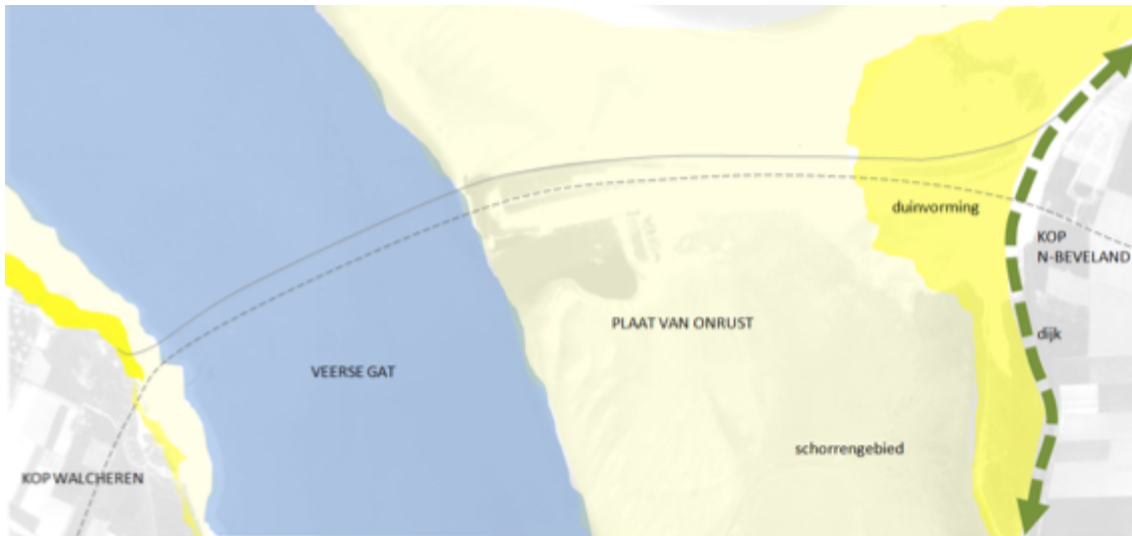 duinvorming
KOP
N-BEVELAND
PLAAT VAN ONRUST
dijk
VEERSE GAT
schorrengebied
KOP WALCHEREN